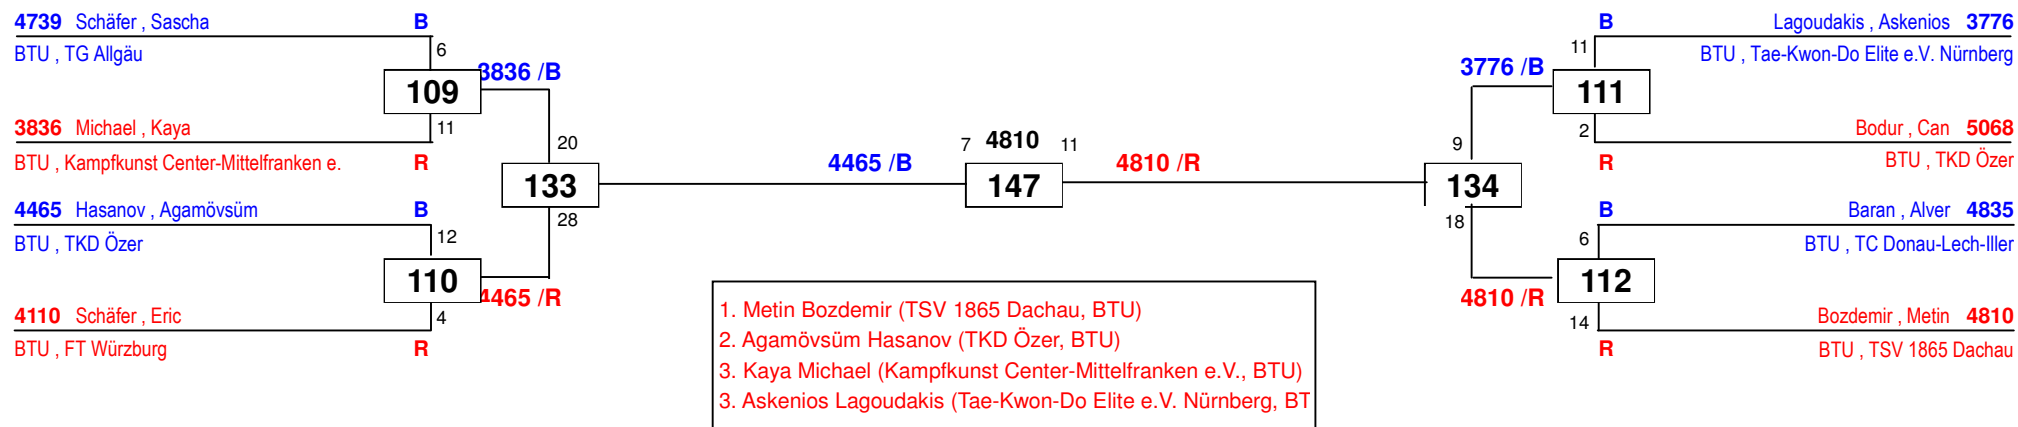 4739 Schäfer , Sascha B
BTU , TG Allgäu
6
109
3836 /B
11
3836 Michael , Kaya
BTU , Kampfkunst Center-Mittelfranken e. R
20
133
28
4465 Hasanov , Agamövsüm B
BTU , TKD Özer
12
110
4465 /R
4
4110 Schäfer , Eric
BTU , FT Würzburg R
4465 /B
7 4810 11
147
4810 /R
B Lagoudakis , Askenios 3776
BTU , Tae-Kwon-Do Elite e.V. Nürnberg
11
3776 /B
111
2
Bodur , Can 5068
R BTU , TKD Özer
9
134
18
B Baran , Alver 4835
BTU , TC Donau-Lech-Iller
6
112
4810 /R
14
Bozdemir , Metin 4810
R BTU , TSV 1865 Dachau
1. Metin Bozdemir (TSV 1865 Dachau, BTU)
2. Agamövsüm Hasanov (TKD Özer, BTU)
3. Kaya Michael (Kampfkunst Center-Mittelfranken e.V., BTU)
3. Askenios Lagoudakis (Tae-Kwon-Do Elite e.V. Nürnberg, BT